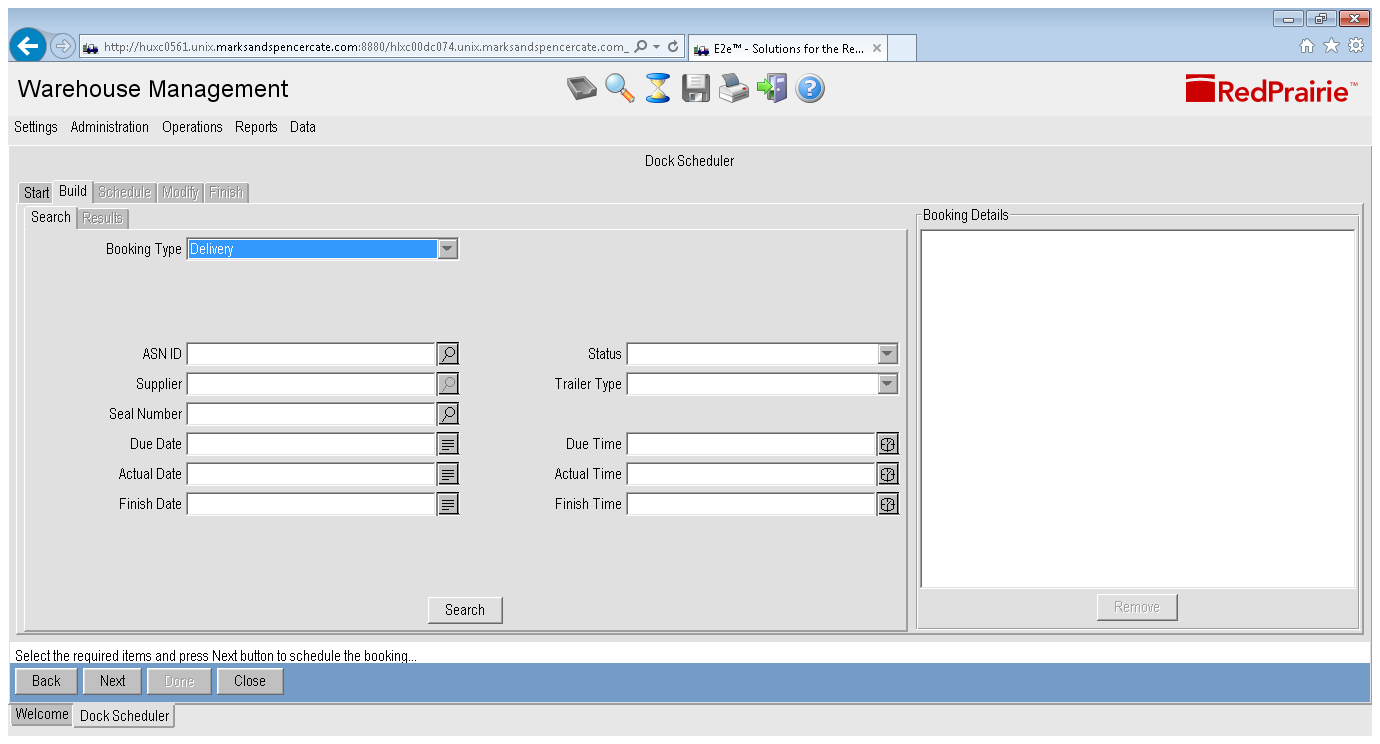 http://huxc0561.unix.marksandspencercate.com:8880/hlxc00dc074.unix.marksandspencercate.com_
E2e™ - Solutions for the Re...
Warehouse Management
RedPrairie™
Settings Administration Operations Reports Data
Dock Scheduler
Start Build Schedule Modify Finish
Search Results
Booking Details
Booking Type Delivery
ASN ID Status
Supplier Trailer Type
Seal Number
Due Date Due Time
Actual Date Actual Time
Finish Date Finish Time
Search
Remove
Select the required items and press Next button to schedule the booking...
Back Next Done Close
Welcome Dock Scheduler